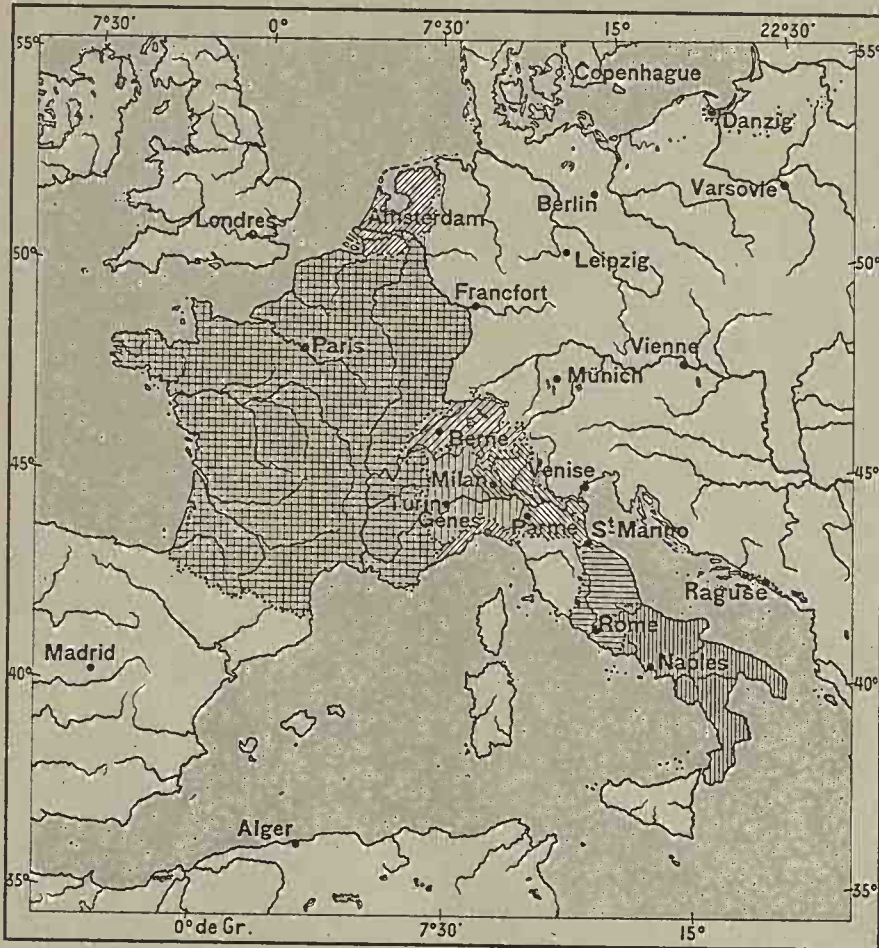 7°30' 0° 7°30' 15° 22°30'
55° 55°
Copenhague
Danzig
Varsovie
Berlin
Amsterdam
Londres
50° 50°
Leipzig
Francfort
Paris
Vienne
Münich
Berne
45° 45°
Venise
Milan
Turin
Gênes
Parme
St Marino
Raguse
Rome
Madrid
Naples
40° 40°
Alger
35° 35°
0° de Gr. 7°30' 15°